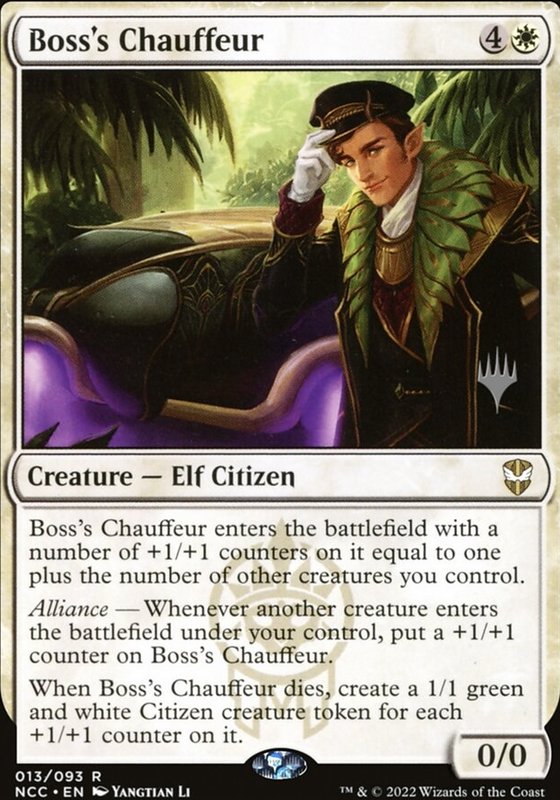 Boss's Chauffeur 4
Creature — Elf Citizen
Boss's Chauffeur enters the battlefield with a
number of +1/+1 counters on it equal to one
plus the number of other creatures you control.
Alliance — Whenever another creature enters
the battlefield under your control, put a +1/+1
counter on Boss's Chauffeur.
When Boss's Chauffeur dies, create a 1/1 green
and white Citizen creature token for each
+1/+1 counter on it.
0/0
013/093 R
NCC • EN Yangtian Li
™ & © 2022 Wizards of the Coast